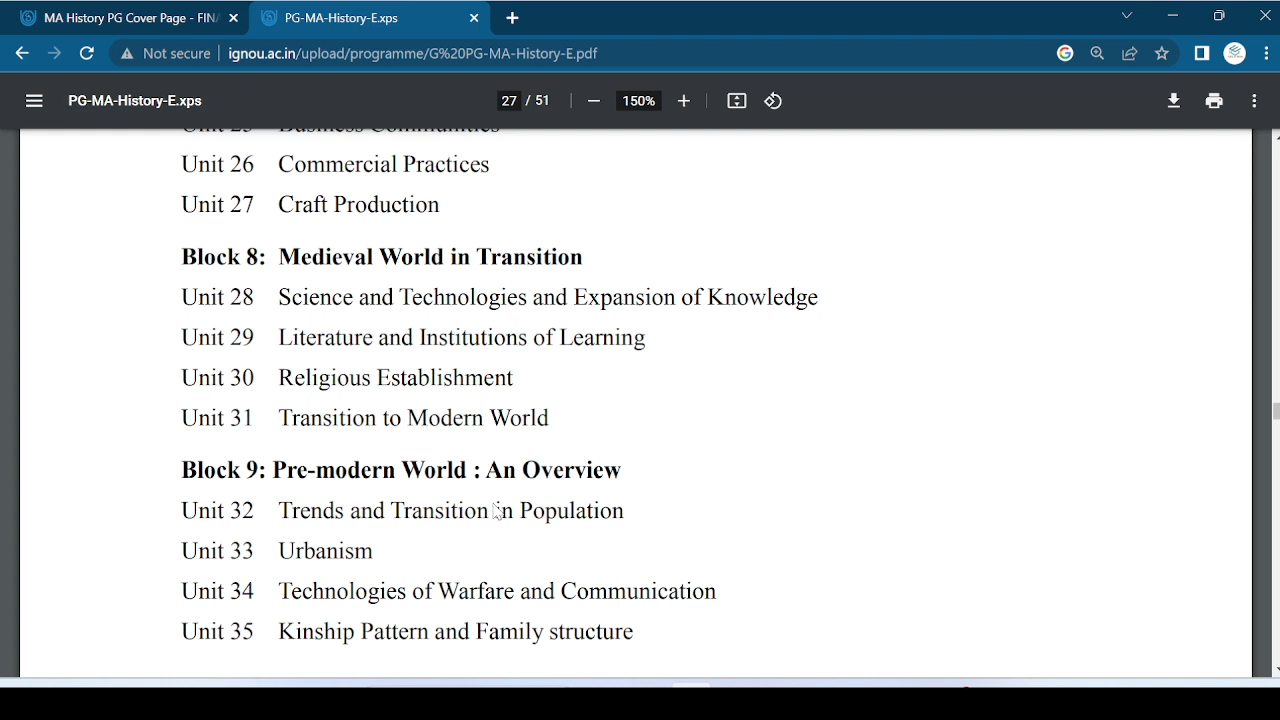 MA History PG Cover Page - FIN
PG-MA-History-E.xps
Not secure ignou.ac.in/upload/programme/G%20PG-MA-History-E.pdf
PG-MA-History-E.xps 27 / 51 150%
Unit 25 Business Communities
Unit 26 Commercial Practices
Unit 27 Craft Production
Block 8: Medieval World in Transition
Unit 28 Science and Technologies and Expansion of Knowledge
Unit 29 Literature and Institutions of Learning
Unit 30 Religious Establishment
Unit 31 Transition to Modern World
Block 9: Pre-modern World : An Overview
Unit 32 Trends and Transition in Population
Unit 33 Urbanism
Unit 34 Technologies of Warfare and Communication
Unit 35 Kinship Pattern and Family structure